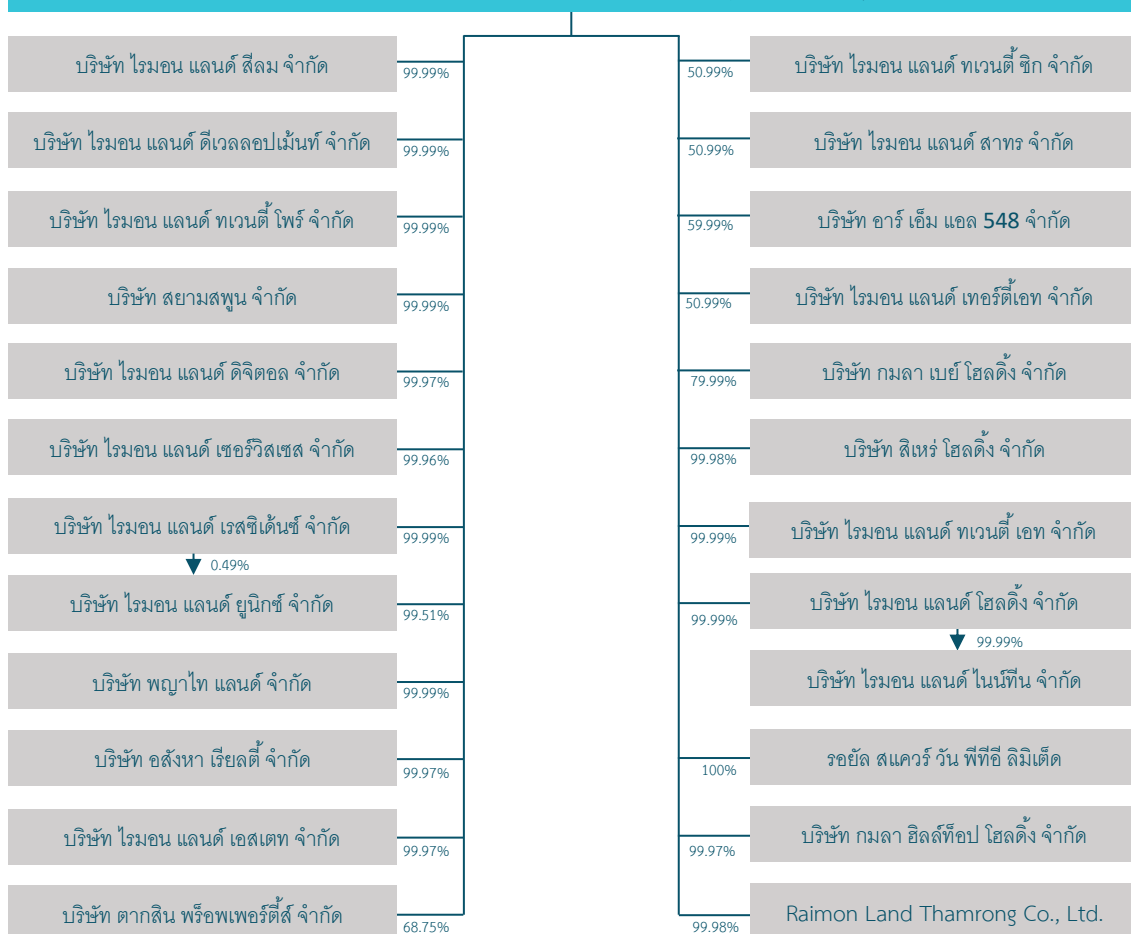 บริษัท ไรมอน แลนด์ สีลม จำกัด
99.99%
บริษัท ไรมอน แลนด์ ดีเวลลอปเม้นท์ จำกัด
99.99%
บริษัท ไรมอน แลนด์ ทเวนตี้ โฟร์ จำกัด
99.99%
บริษัท สยามสพูน จำกัด
99.99%
บริษัท ไรมอน แลนด์ ดิจิตอล จำกัด
99.97%
บริษัท ไรมอน แลนด์ เซอร์วิสเซส จำกัด
99.96%
บริษัท ไรมอน แลนด์ เรสซิเด้นซ์ จำกัด
99.99%
0.49%
บริษัท ไรมอน แลนด์ ยูนิกซ์ จำกัด
99.51%
บริษัท พญาไท แลนด์ จำกัด
99.99%
บริษัท อสังหา เรียลตี้ จำกัด
99.97%
บริษัท ไรมอน แลนด์ เอสเตท จำกัด
99.97%
บริษัท ตากสิน พร็อพเพอร์ตี้ส์ จำกัด
68.75%
บริษัท ไรมอน แลนด์ ทเวนตี้ ซิก จำกัด
50.99%
บริษัท ไรมอน แลนด์ สาทร จำกัด
50.99%
บริษัท อาร์ เอ็ม แอล 548 จำกัด
59.99%
บริษัท ไรมอน แลนด์ เทอร์ตี้เอท จำกัด
50.99%
บริษัท กมลา เบย์ โฮลดิ้ง จำกัด
79.99%
บริษัท สิเหร่ โฮลดิ้ง จำกัด
99.98%
บริษัท ไรมอน แลนด์ ทเวนตี้ เอท จำกัด
99.99%
บริษัท ไรมอน แลนด์ โฮลดิ้ง จำกัด
99.99%
99.99%
บริษัท ไรมอน แลนด์ ไนน์ทีน จำกัด
รอยัล สแควร์ วัน พีทีอี ลิมิเต็ด
100%
บริษัท กมลา ฮิลล์ท็อป โฮลดิ้ง จำกัด
99.97%
Raimon Land Thamrong Co., Ltd.
99.98%